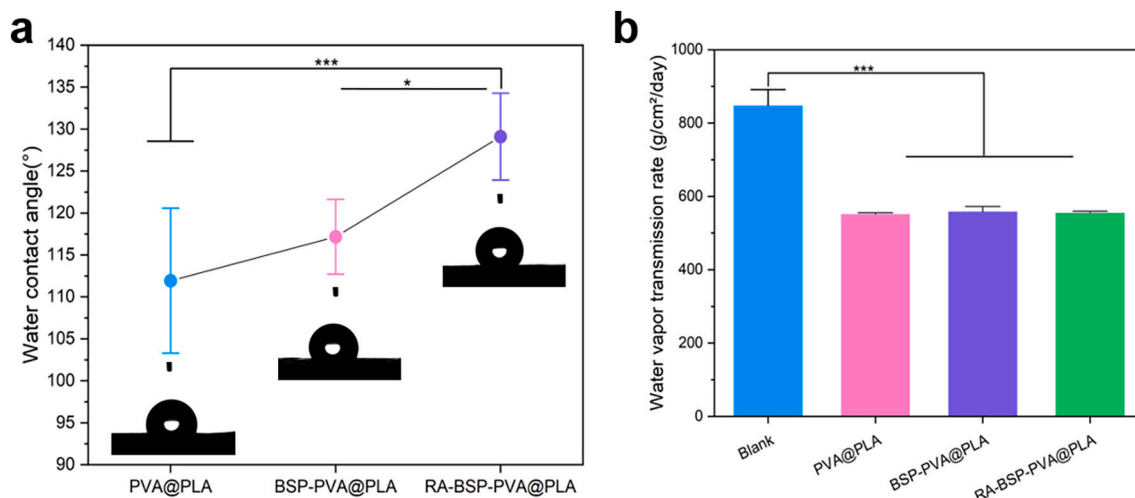 a
140
135
130
125
120
115
110
105
100
95
90
Water contact angle(°)
***
*
PVA@PLA
BSP-PVA@PLA
RA-BSP-PVA@PLA
b
1000
800
600
400
200
0
Water vapor transmission rate (g/cm²/day)
***
Blank
PVA@PLA
BSP-PVA@PLA
RA-BSP-PVA@PLA